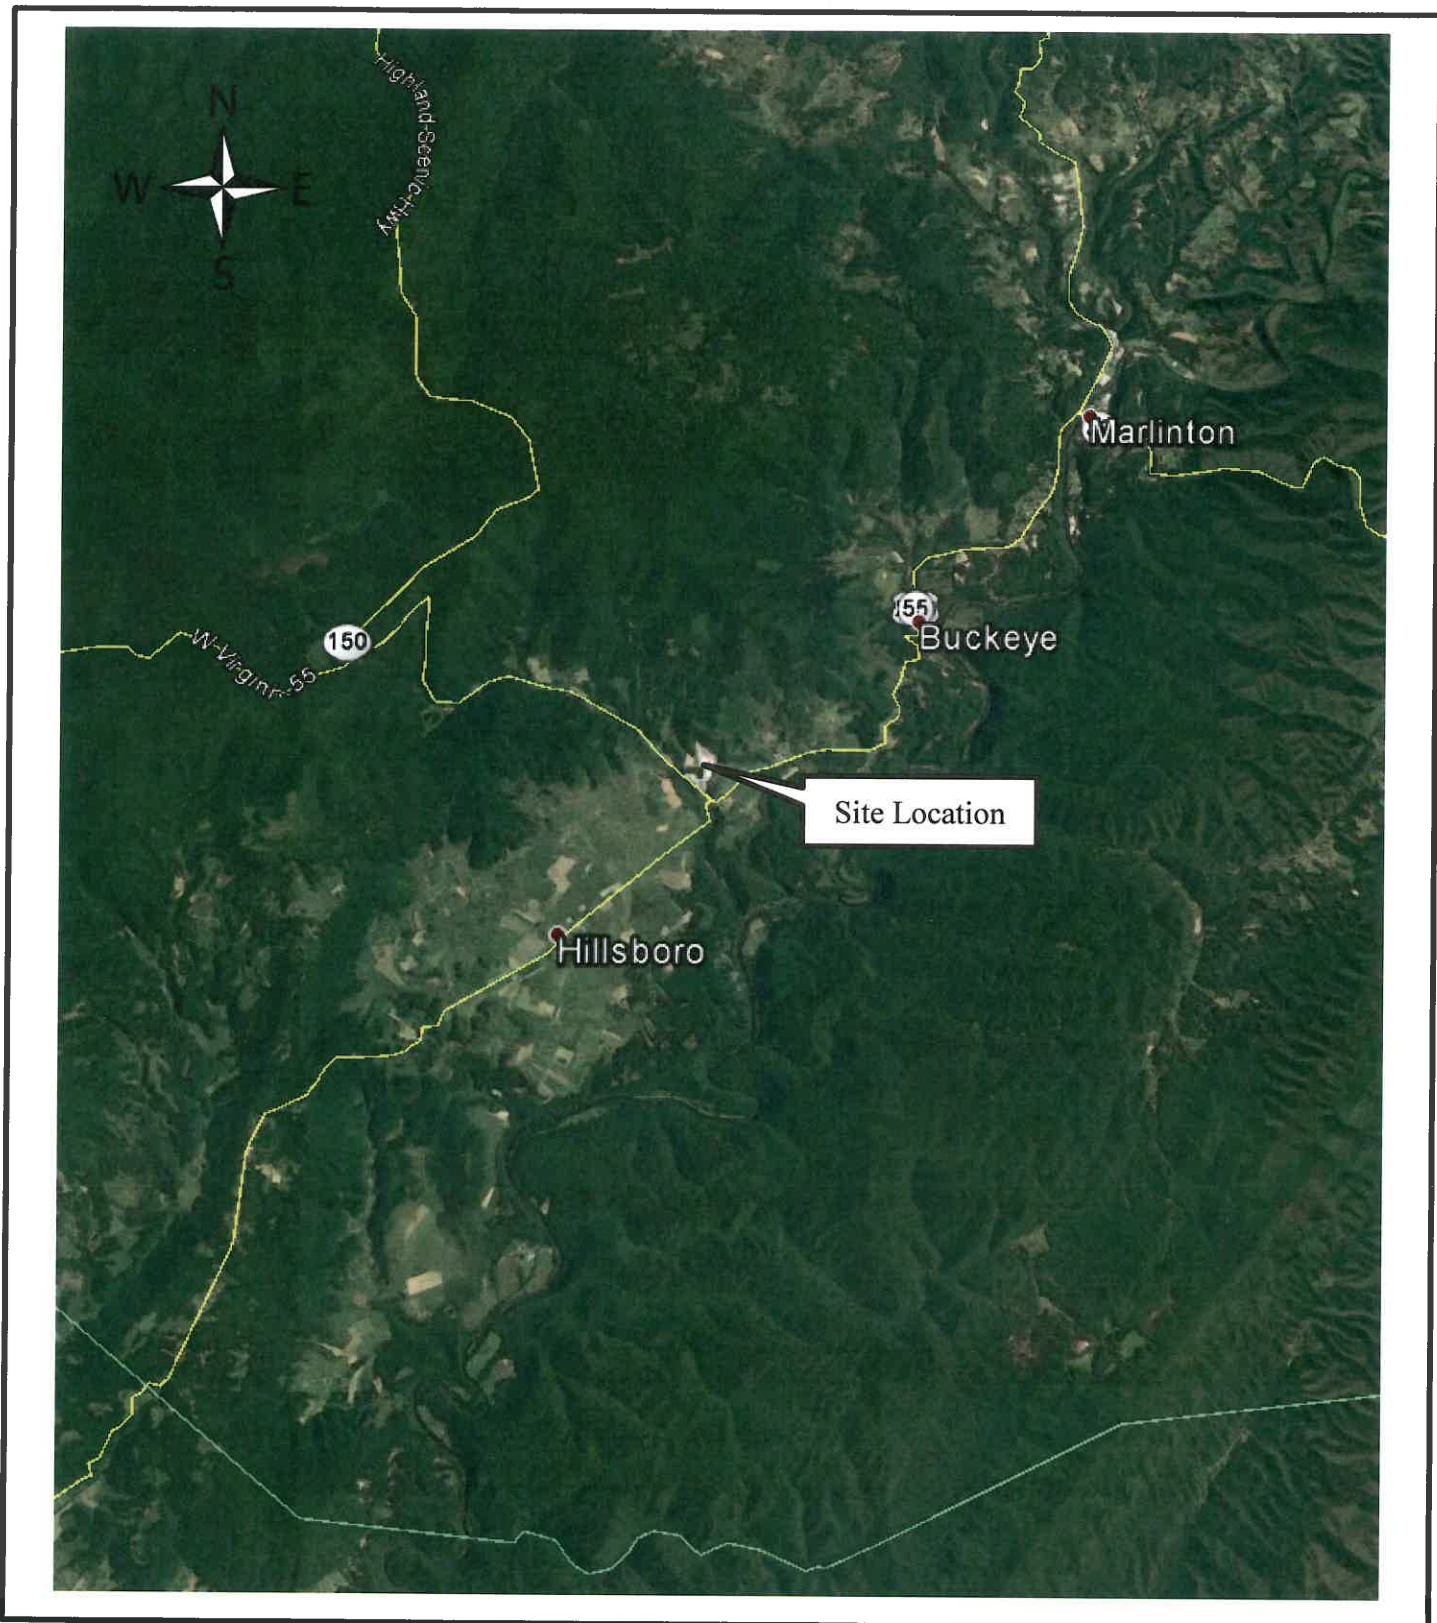 Highland-Scenic-Hwy
N
W E
S
Marlinton
55
Buckeye
150
W-Virginia-55
Site Location
Hillsboro